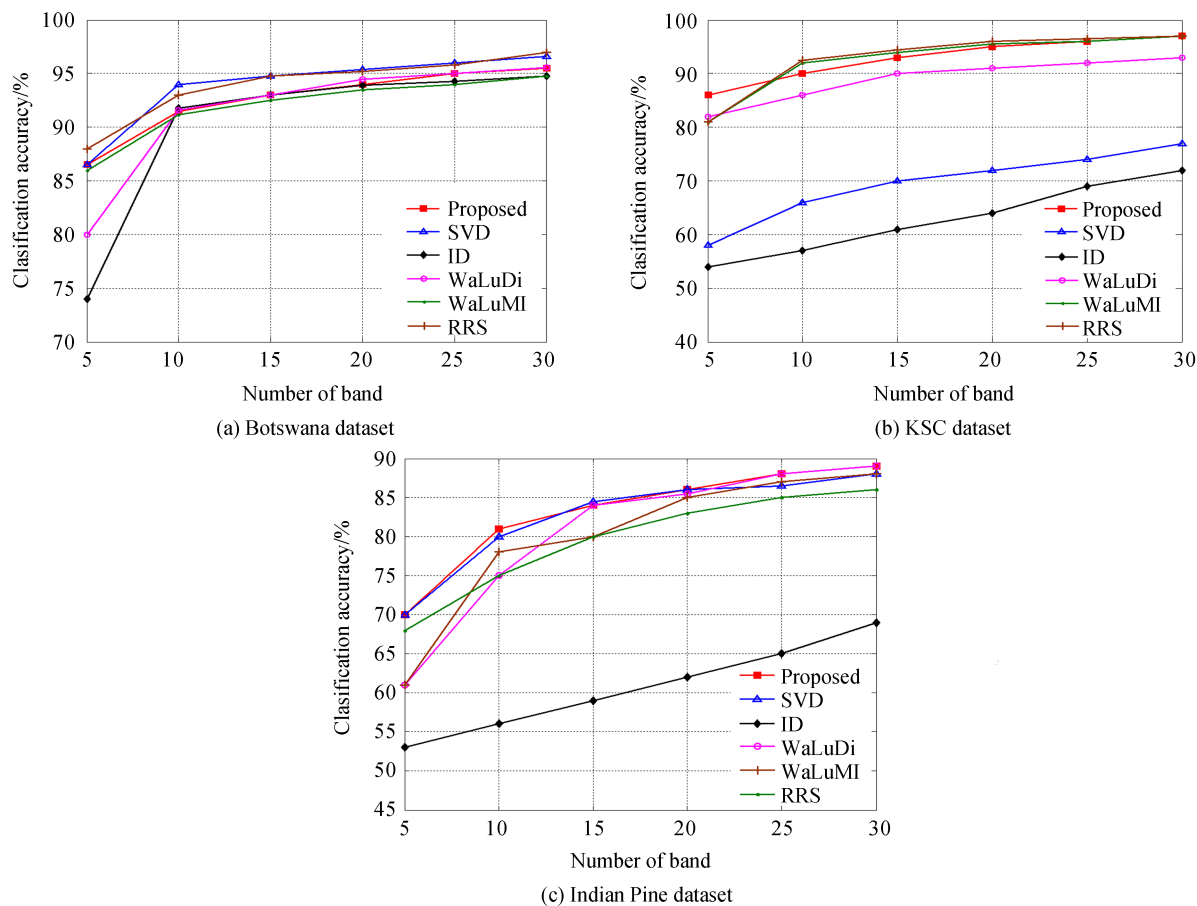 100
95
90
85
80
75
70
5
10
15
20
25
30
Clasification accuracy/%
Number of band
Proposed
SVD
ID
WaLuDi
WaLuMI
RRS
(a) Botswana dataset
100
90
80
70
60
50
40
5
10
15
20
25
30
Clasification accuracy/%
Number of band
Proposed
SVD
ID
WaLuDi
WaLuMI
RRS
(b) KSC dataset
90
85
80
75
70
65
60
55
50
45
5
10
15
20
25
30
Clasification accuracy/%
Number of band
Proposed
SVD
ID
WaLuDi
WaLuMI
RRS
(c) Indian Pine dataset